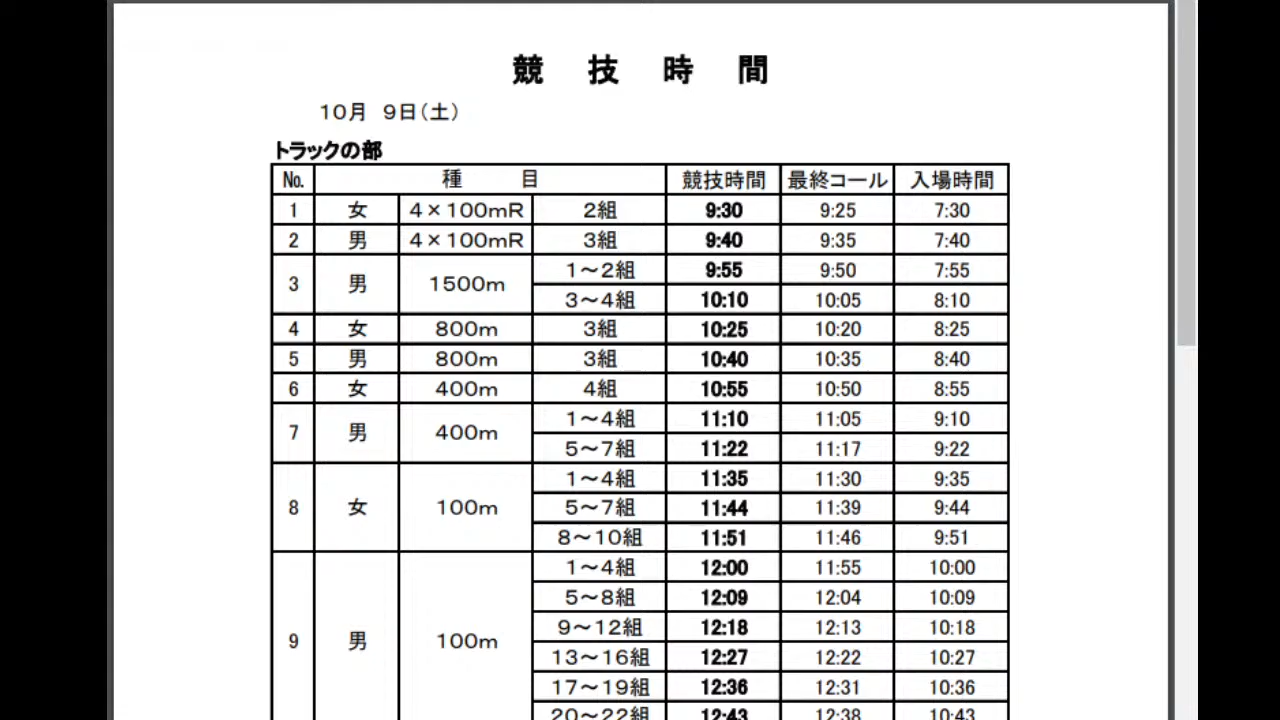 競技時間
10月 9日(土)
トラックの部
No. 種目 競技時間 最終コール 入場時間
1 女 4×100mR 2組 9:30 9:25 7:30
2 男 4×100mR 3組 9:40 9:35 7:40
3 男 1500m 1～2組 9:55 9:50 7:55
3～4組 10:10 10:05 8:10
4 女 800m 3組 10:25 10:20 8:25
5 男 800m 3組 10:40 10:35 8:40
6 女 400m 4組 10:55 10:50 8:55
7 男 400m 1～4組 11:10 11:05 9:10
5～7組 11:22 11:17 9:22
8 女 100m 1～4組 11:35 11:30 9:35
5～7組 11:44 11:39 9:44
8～10組 11:51 11:46 9:51
9 男 100m 1～4組 12:00 11:55 10:00
5～8組 12:09 12:04 10:09
9～12組 12:18 12:13 10:18
13～16組 12:27 12:22 10:27
17～19組 12:36 12:31 10:36
20～22組 12:43 12:38 10:43